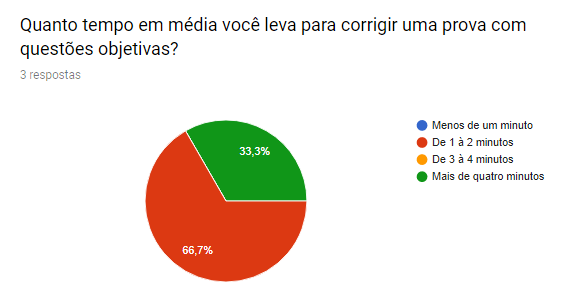 Quanto tempo em média você leva para corrigir uma prova com
questões objetivas?
3 respostas
Menos de um minuto
De 1 à 2 minutos
De 3 à 4 minutos
Mais de quatro minutos
33,3%
66,7%